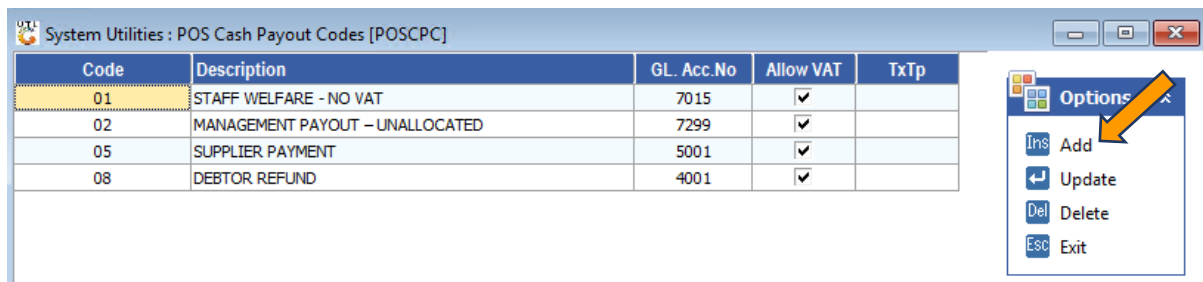 System Utilities : POS Cash Payout Codes [POSCPC]
Code Description GL. Acc.No Allow VAT TxTp
01 STAFF WELFARE - NO VAT 7015
02 MANAGEMENT PAYOUT – UNALLOCATED 7299
05 SUPPLIER PAYMENT 5001
08 DEBTOR REFUND 4001
Options
Ins Add
Update
Del Delete
Esc Exit